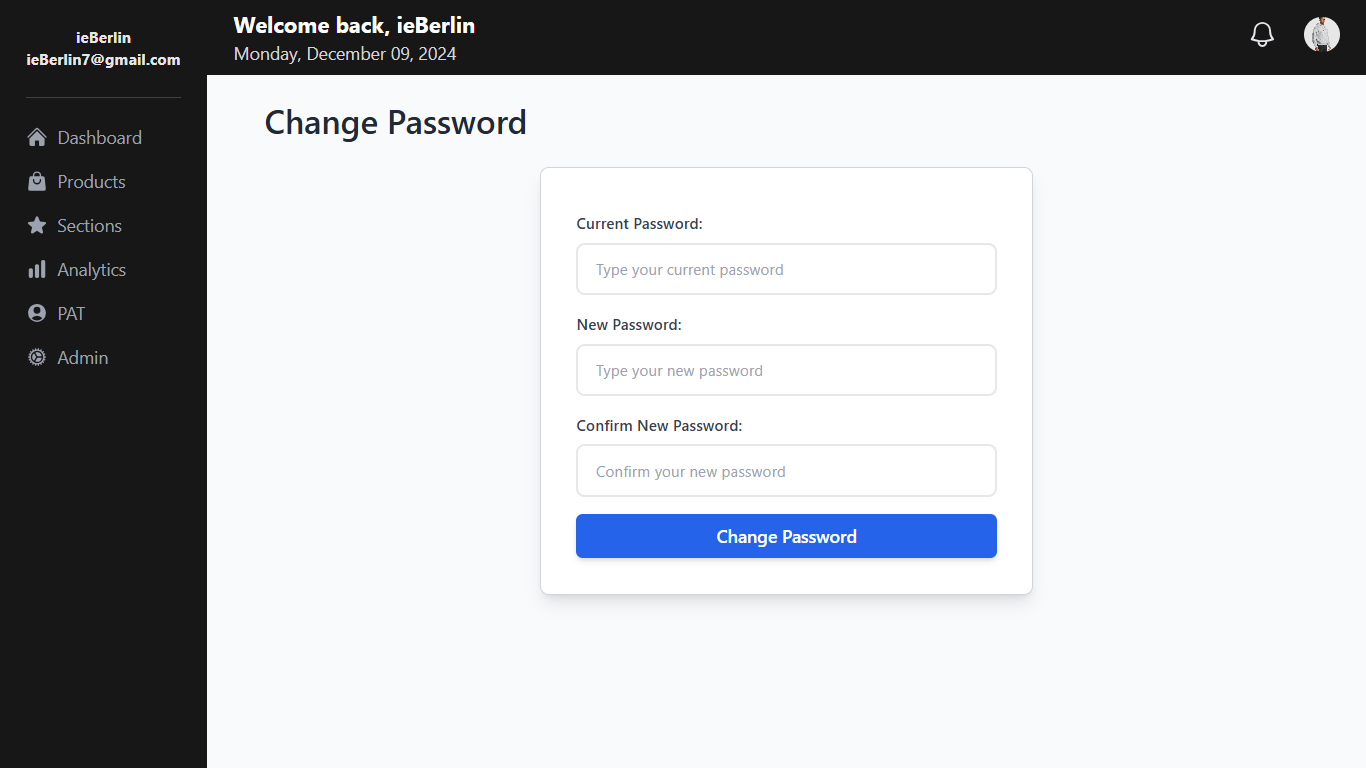 ieBerlin
ieBerlin7@gmail.com
Dashboard
Products
Sections
Analytics
PAT
Admin
Welcome back, ieBerlin
Monday, December 09, 2024
Change Password
Current Password:
Type your current password
New Password:
Type your new password
Confirm New Password:
Confirm your new password
Change Password